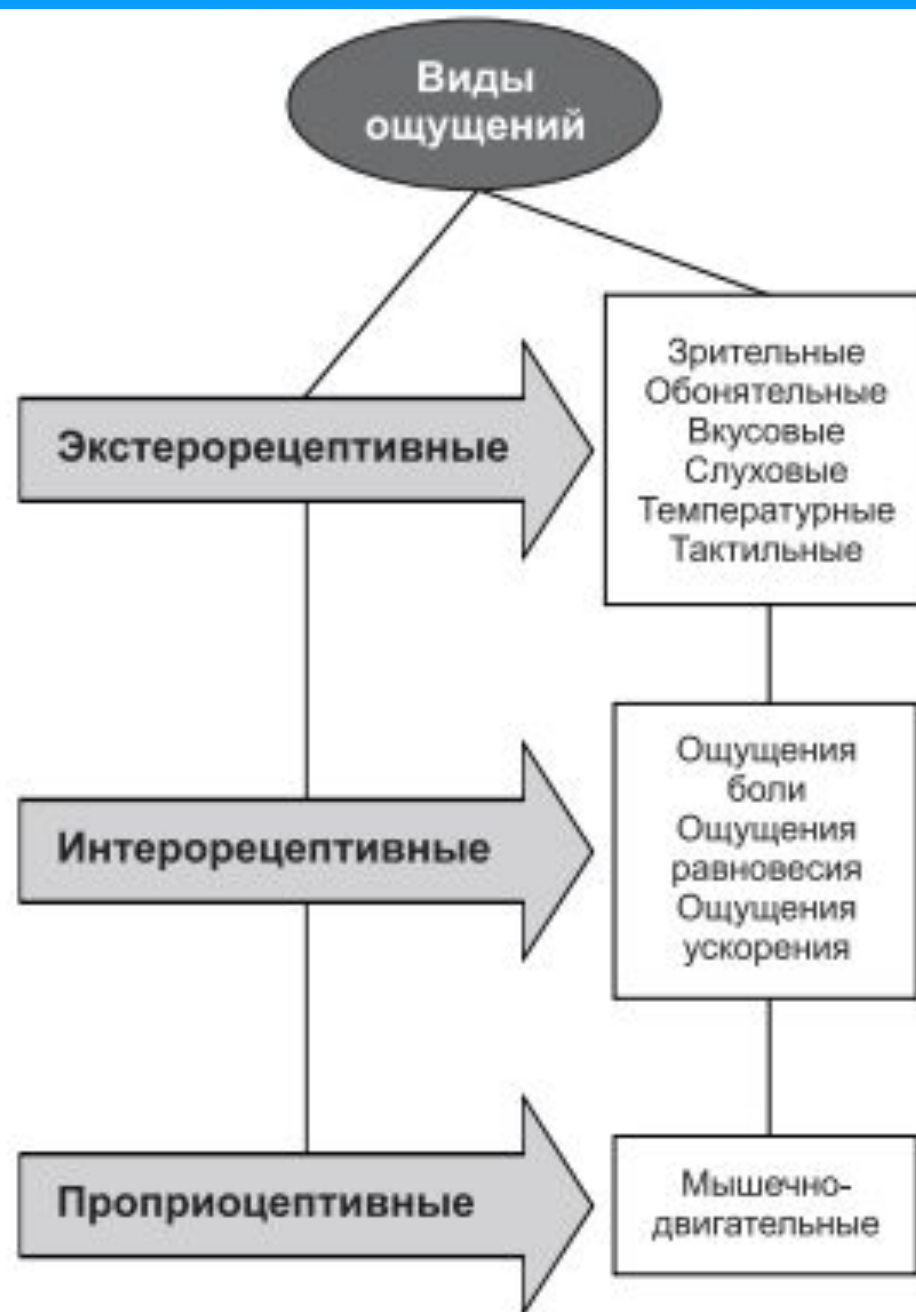 Виды
ощущений
Экстерорецептивные
Зрительные
Обонятельные
Вкусовые
Слуховые
Температурные
Тактильные
Интерорецептивные
Ощущения
боли
Ощущения
равновесия
Ощущения
ускорения
Проприоцептивные
Мышечно-
двигательные